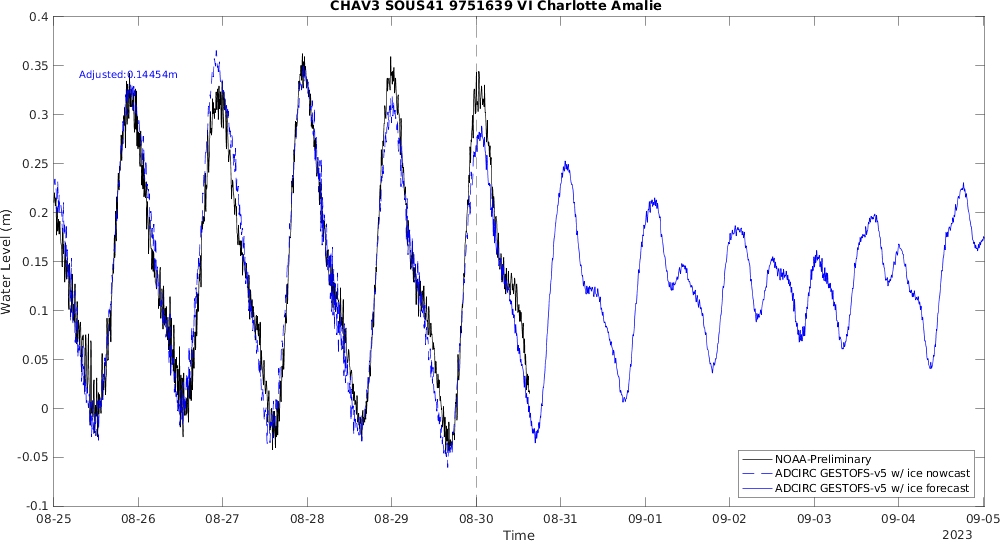 CHAV3 SOUS41 9751639 VI Charlotte Amalie
0.4
0.35
0.3
0.25
0.2
0.15
0.1
0.05
0
-0.05
-0.1
Water Level (m)
Adjusted:0.14454m
NOAA-Preliminary
ADCIRC GESTOFS-v5 w/ ice nowcast
ADCIRC GESTOFS-v5 w/ ice forecast
08-25 08-26 08-27 08-28 08-29 08-30 08-31 09-01 09-02 09-03 09-04 09-05
Time
2023